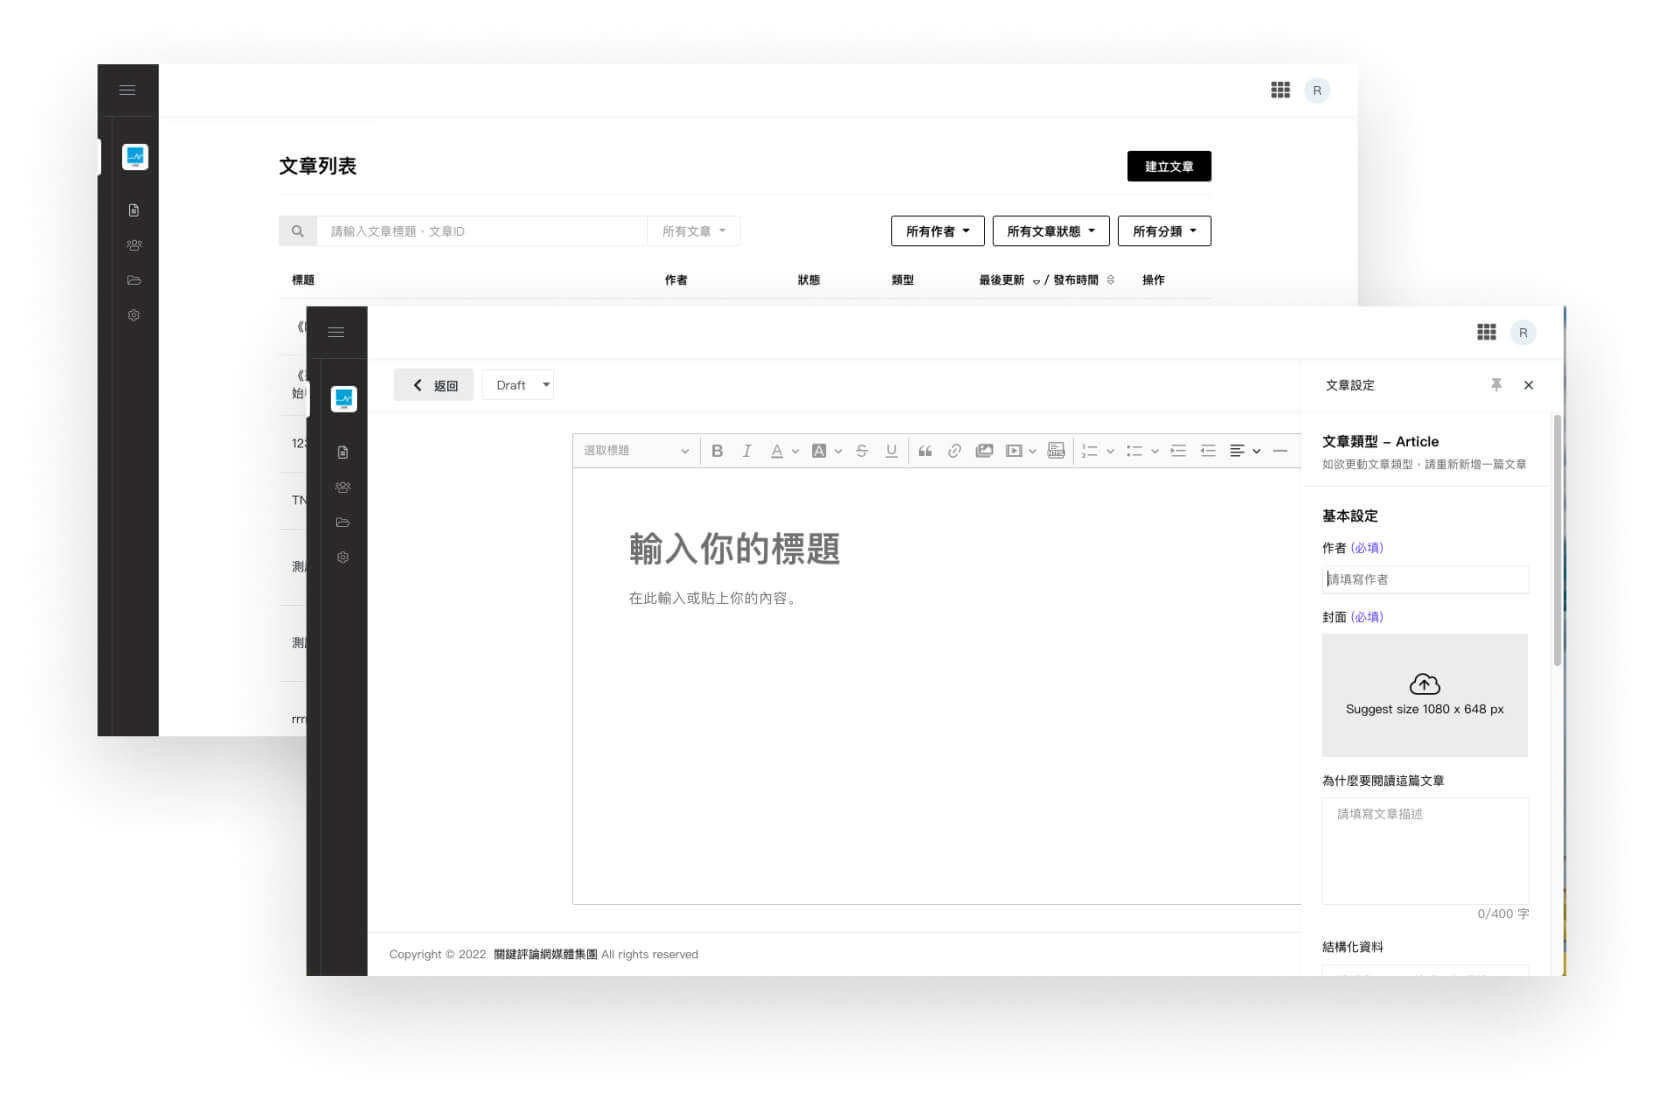 R
文章列表
建立文章
請輸入文章標題、文章ID
所有文章
所有作者
所有文章狀態
所有分類
標題
作者
狀態
類型
最後更新 / 發布時間
操作
始
12
TN
測
測
rrr
R
返回
Draft
文章設定
選取標題
B I A A S U
文章類型 – Article
如欲更動文章類型，請重新新增一篇文章
輸入你的標題
在此輸入或貼上你的內容。
基本設定
作者 (必填)
請填寫作者
封面 (必填)
Suggest size 1080 x 648 px
為什麼要閱讀這篇文章
請填寫文章描述
0/400 字
結構化資料
Copyright © 2022 關鍵評論網媒體集團 All rights reserved